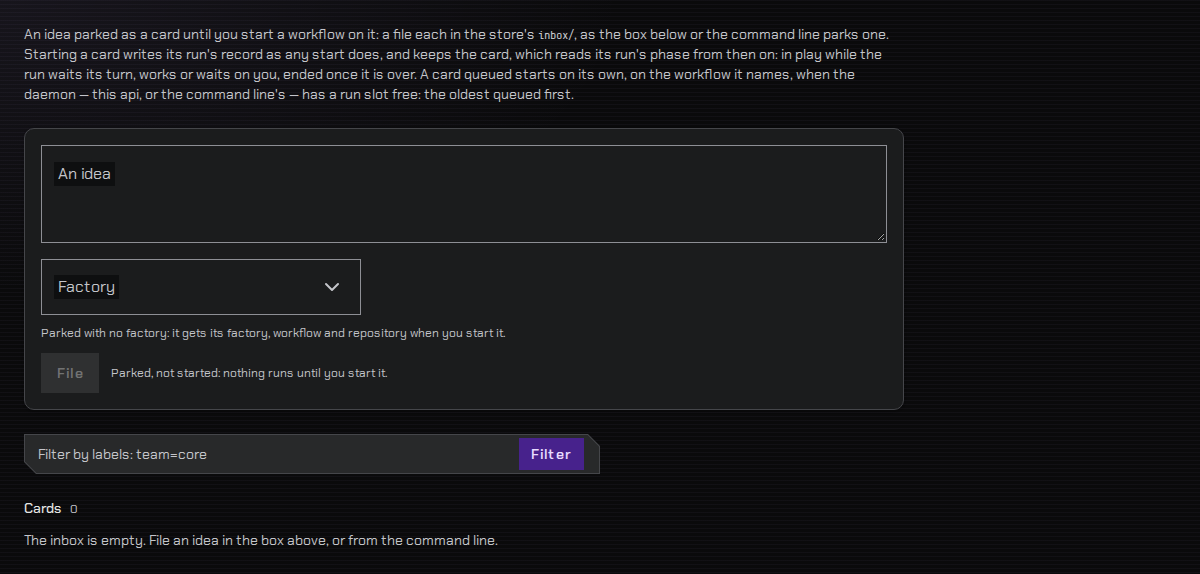 An idea parked as a card until you start a workflow on it: a file each in the store's inbox/, as the box below or the command line parks one.
Starting a card writes its run's record as any start does, and keeps the card, which reads its run's phase from then on: in play while the
run waits its turn, works or waits on you, ended once it is over. A card queued starts on its own, on the workflow it names, when the
daemon — this api, or the command line's — has a run slot free: the oldest queued first.
An idea
Factory
Parked with no factory: it gets its factory, workflow and repository when you start it.
File
Parked, not started: nothing runs until you start it.
Filter by labels: team=core
Filter
Cards 0
The inbox is empty. File an idea in the box above, or from the command line.